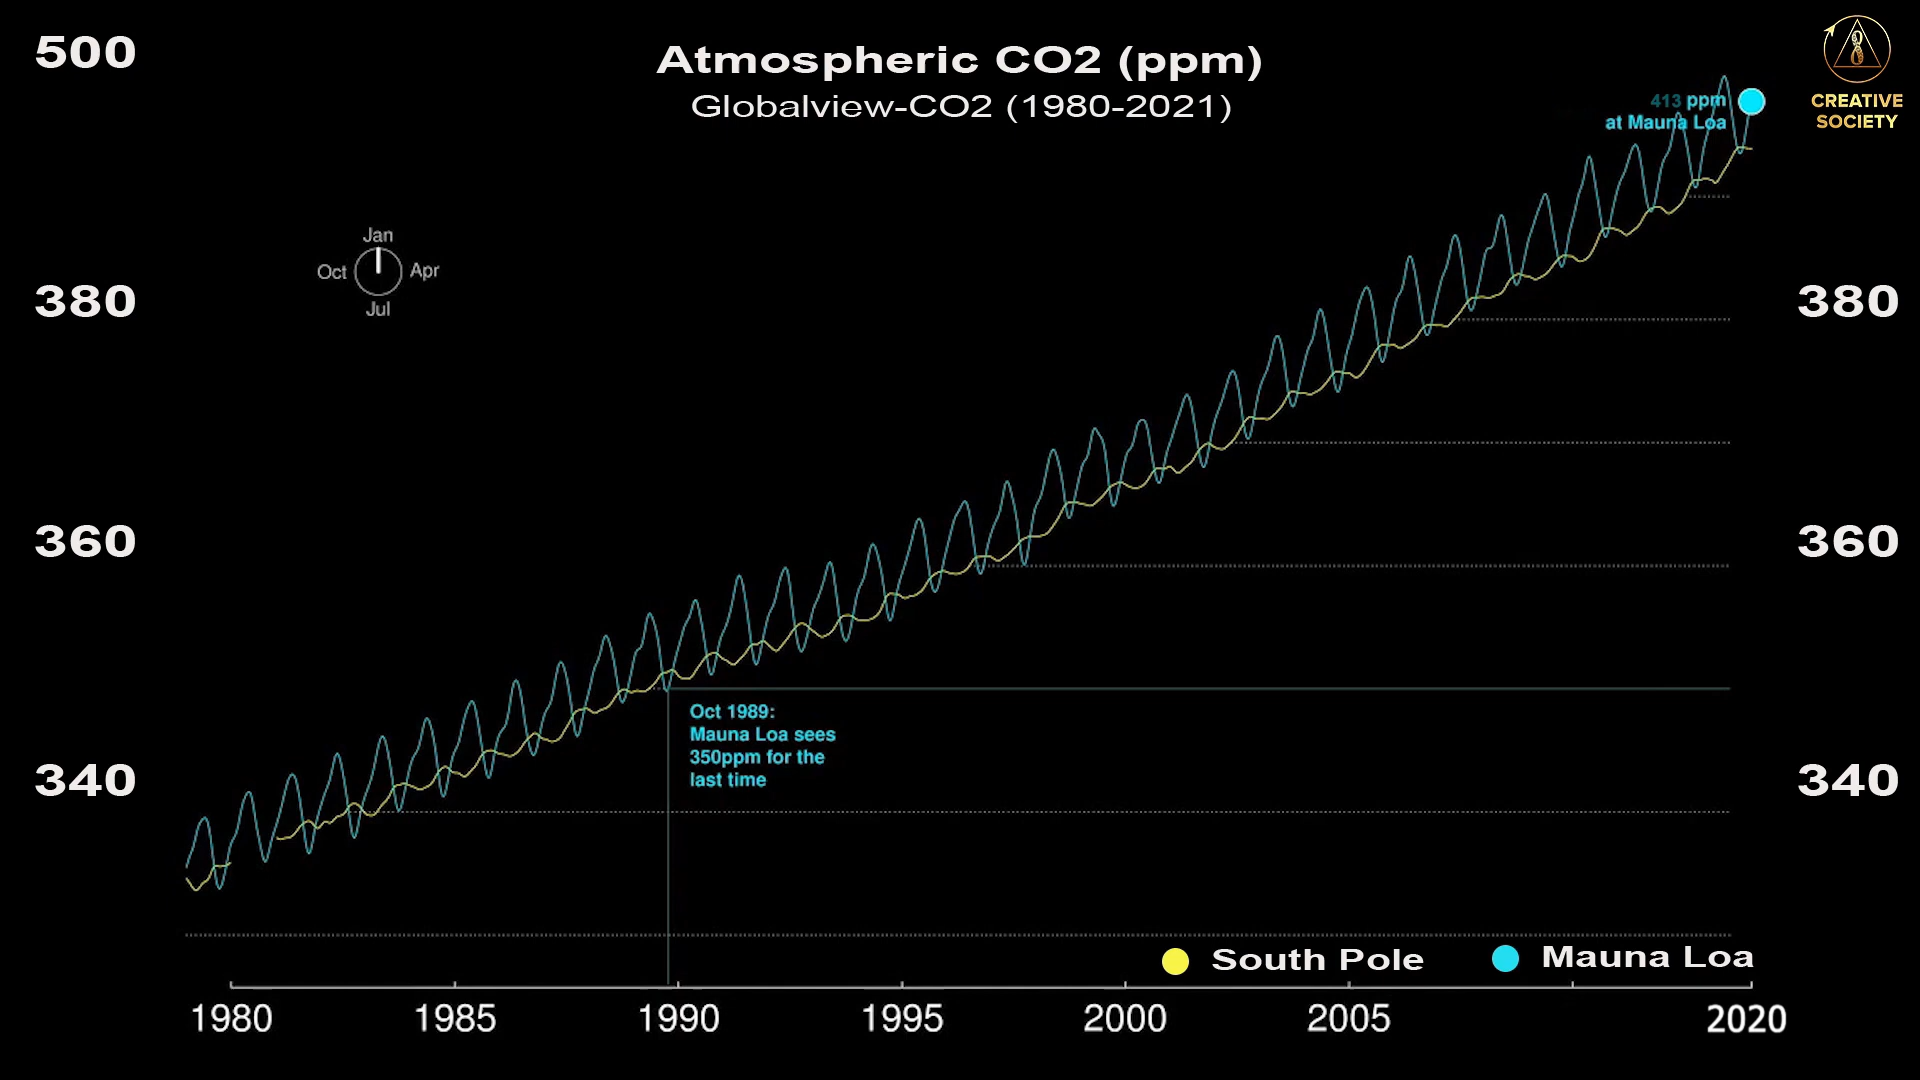 500
Atmospheric CO2 (ppm)
Globalview-CO2 (1980-2021)
CREATIVE
SOCIETY
413 ppm
at Mauna Loa
Jan
Oct
Apr
Jul
380
380
360
360
Oct 1989:
Mauna Loa sees
350ppm for the
last time
340
340
South Pole
Mauna Loa
1980
1985
1990
1995
2000
2005
2020